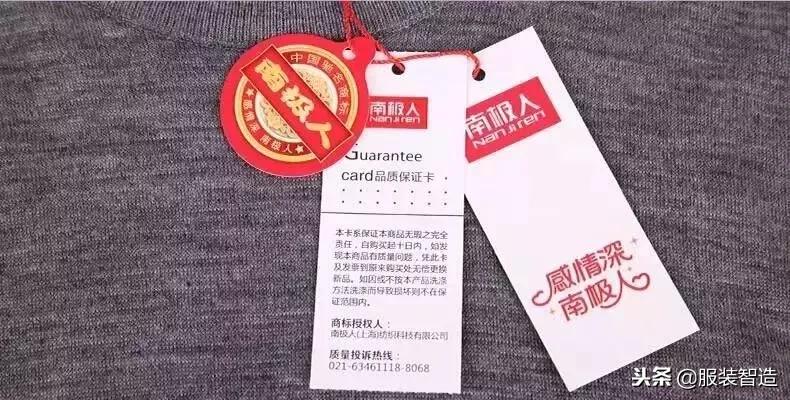 中国驰名商标
南极人
感情深 南极人
南极人
Nanjiren
Guarantee
card品质保证卡
本卡系保证本商品无瑕之完全
责任，自购买起十日内，如发
现本商品有质量问题，凭此卡
及发票到原来购买处无偿更换
新品。如因线不按本产品洗涤
方法洗涤而导致损坏则不在保
证范围内。
商标授权人：
南极人(上海)纺织科技有限公司
质量投诉热线：
021-63461118-8068
南极人
Nanjiren
感情深
南极人
头条 @服装智造